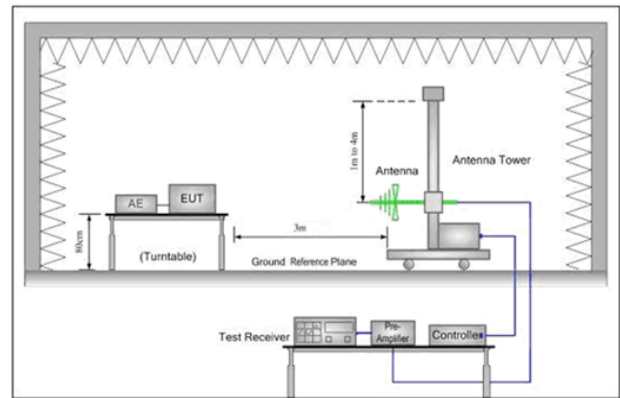 1m to 4m
Antenna
Antenna Tower
AE
EUT
80cm
(Turntable)
3m
Ground Reference Plane
Test Receiver
Pre-
Amplifier
Controller